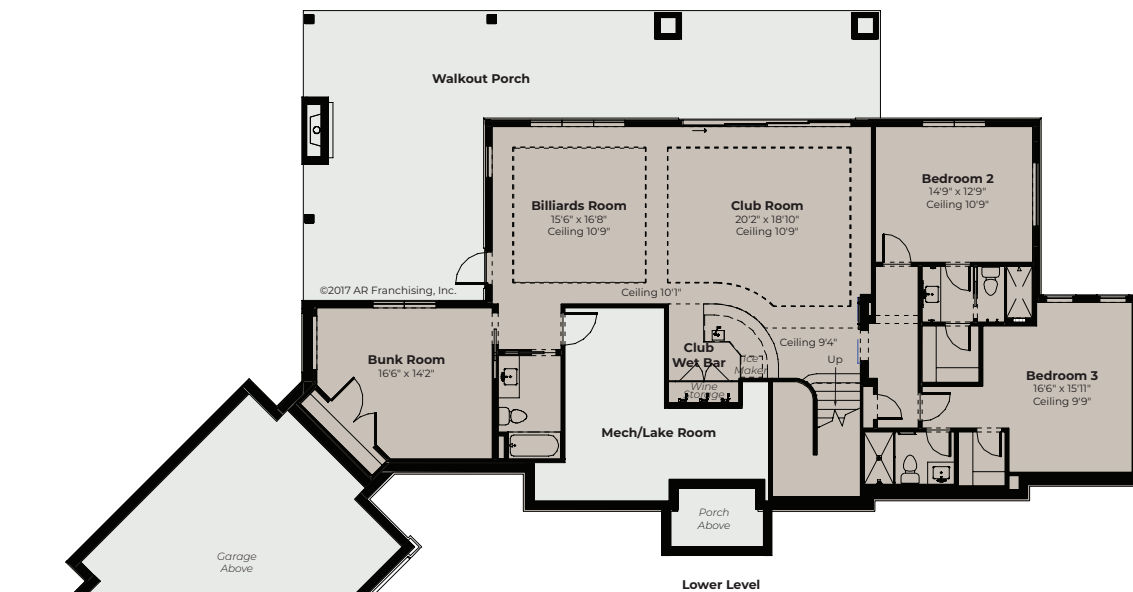 Walkout Porch
Billiards Room
15'6" x 16'8"
Ceiling 10'9"
Club Room
20'2" x 18'10"
Ceiling 10'9"
Bedroom 2
14'9" x 12'9"
Ceiling 10'9"
©2017 AR Franchising, Inc.
Ceiling 10'1"
Bunk Room
16'6" x 14'2"
Club
Wet Bar
Ice
Maker
Wine
Storage
Ceiling 9'4"
Up
Bedroom 3
16'6" x 15'11"
Ceiling 9'9"
Mech/Lake Room
Porch
Above
Garage
Above
Lower Level